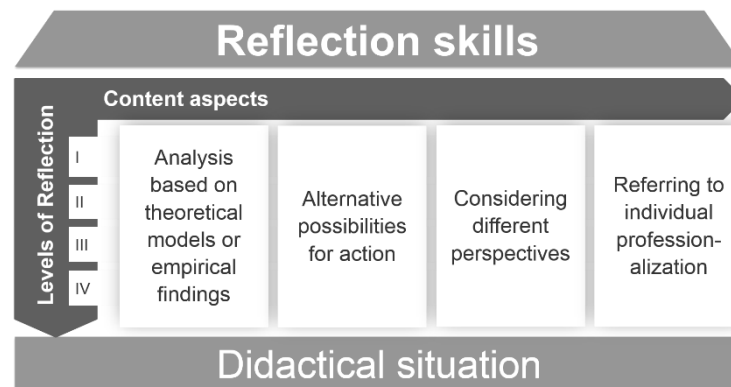 Reflection skills
Content aspects
Levels of Reflection
I
II
III
IV
Analysis
based on
theoretical
models or
empirical
findings
Alternative
possibilities
for action
Considering
different
perspectives
Referring to
individual
profession-
alization
Didactical situation